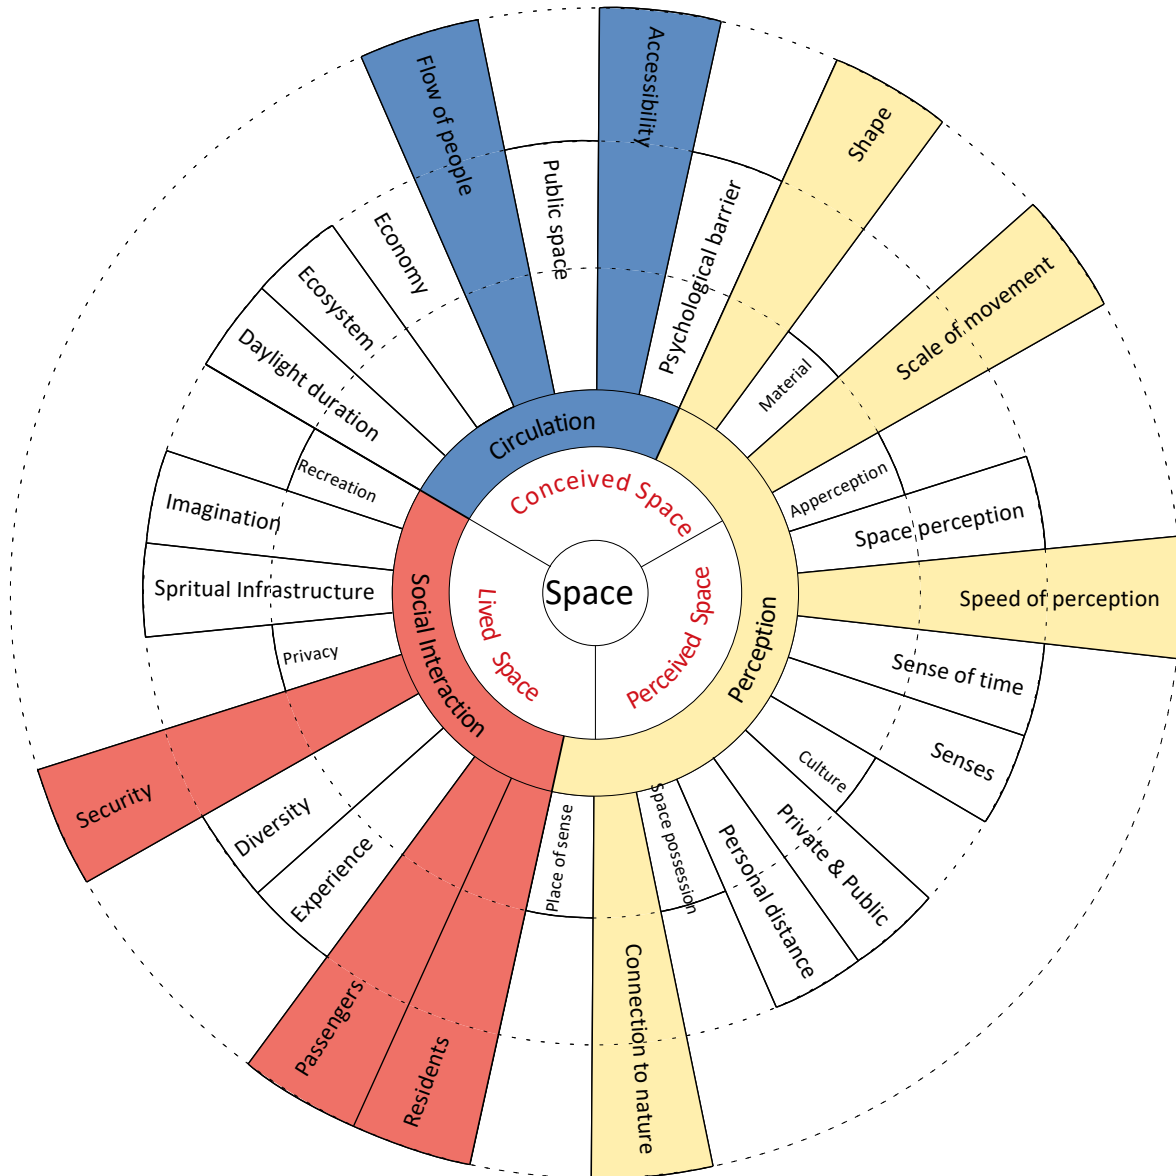 Space
Conceived Space
Perceived Space
Lived Space
Circulation
Perception
Social Interaction
Daylight duration
Ecosystem
Economy
Flow of people
Public space
Accessibility
Psychological barrier
Shape
Material
Scale of movement
Apperception
Space perception
Speed of perception
Sense of time
Senses
Culture
Private & Public
Personal distance
Space possession
Connection to nature
Place of sense
Residents
Passengers
Experience
Diversity
Security
Privacy
Spritual Infrastructure
Imagination
Recreation